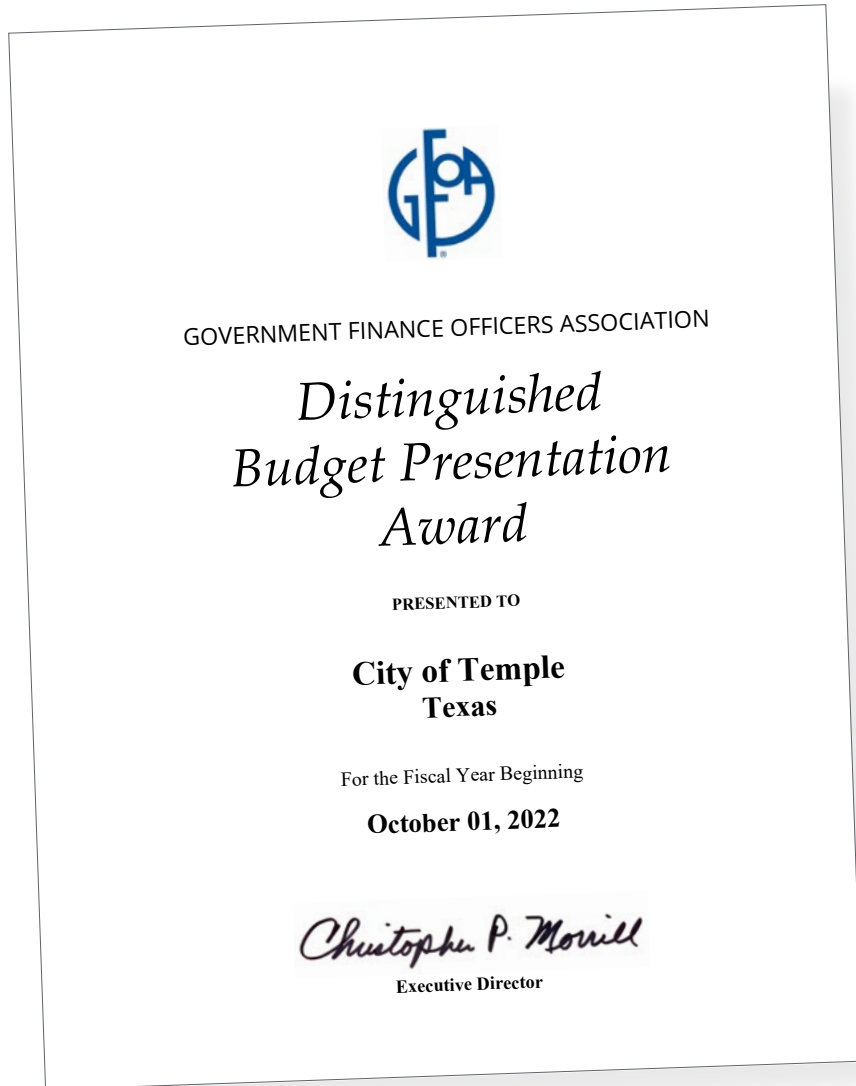 GFOA
®
GOVERNMENT FINANCE OFFICERS ASSOCIATION
Distinguished
Budget Presentation
Award
PRESENTED TO
City of Temple
Texas
For the Fiscal Year Beginning
October 01, 2022
Christopher P. Morrill
Executive Director